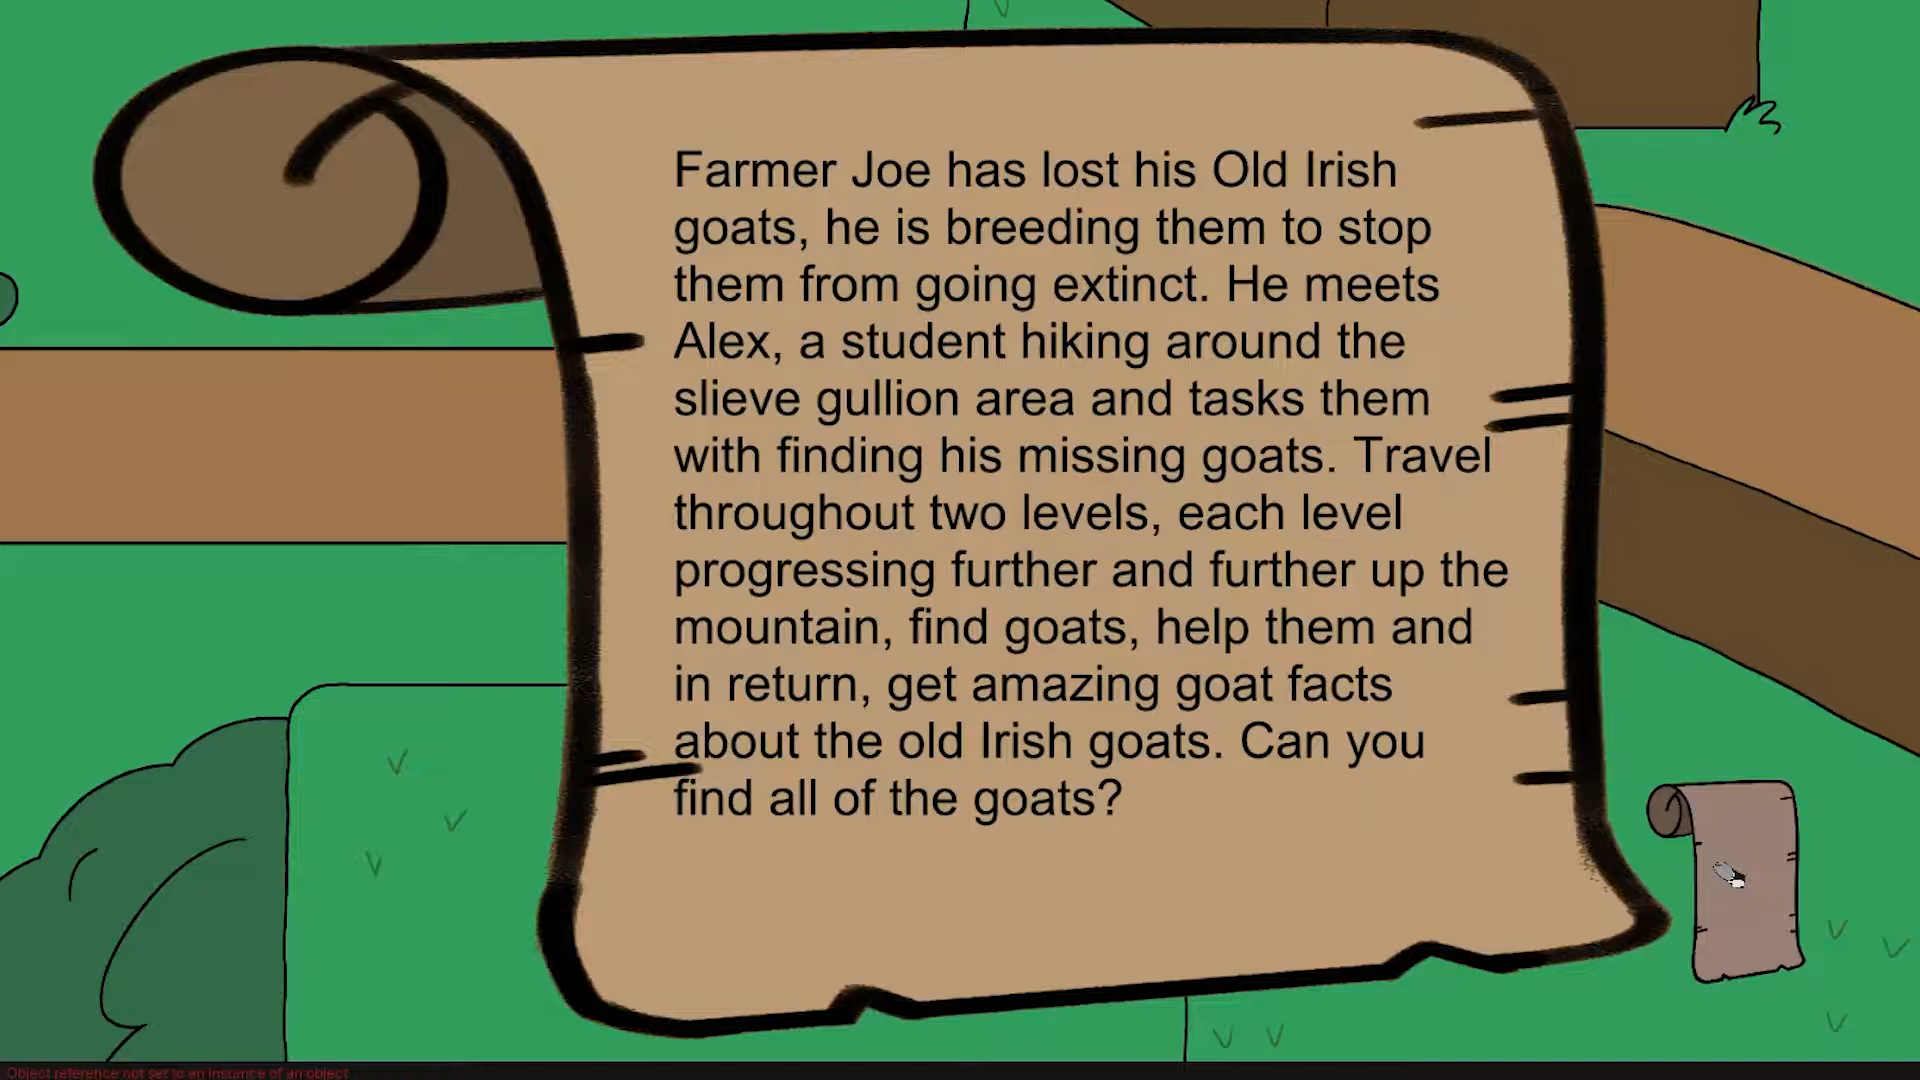 Farmer Joe has lost his Old Irish
goats, he is breeding them to stop
them from going extinct. He meets
Alex, a student hiking around the
slieve gullion area and tasks them
with finding his missing goats. Travel
throughout two levels, each level
progressing further and further up the
mountain, find goats, help them and
in return, get amazing goat facts
about the old Irish goats. Can you
find all of the goats?
Object reference not set to an instance of an object